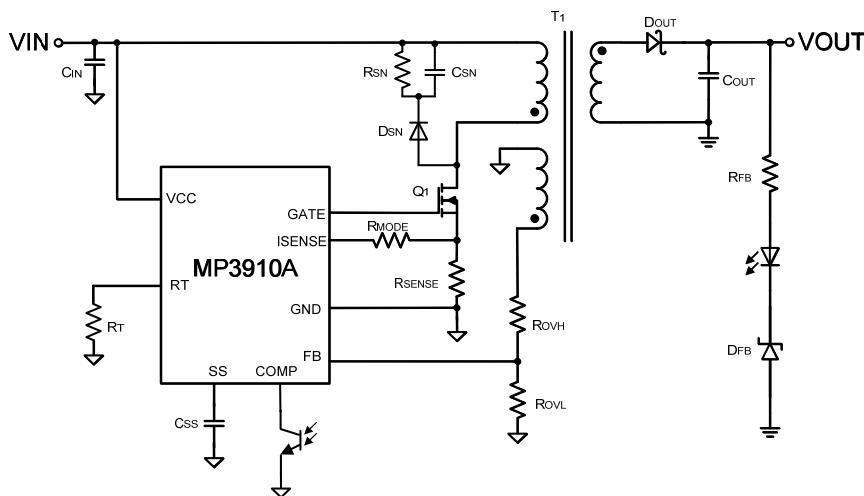 T1
DOUT
VIN
VOUT
CIN
RSN
CSN
COUT
DSN
RFB
VCC
Q1
GATE
RMODE
ISENSE
MP3910A
RSENSE
RT
GND
ROVH
RT
FB
DFB
SS
COMP
ROVL
CSS